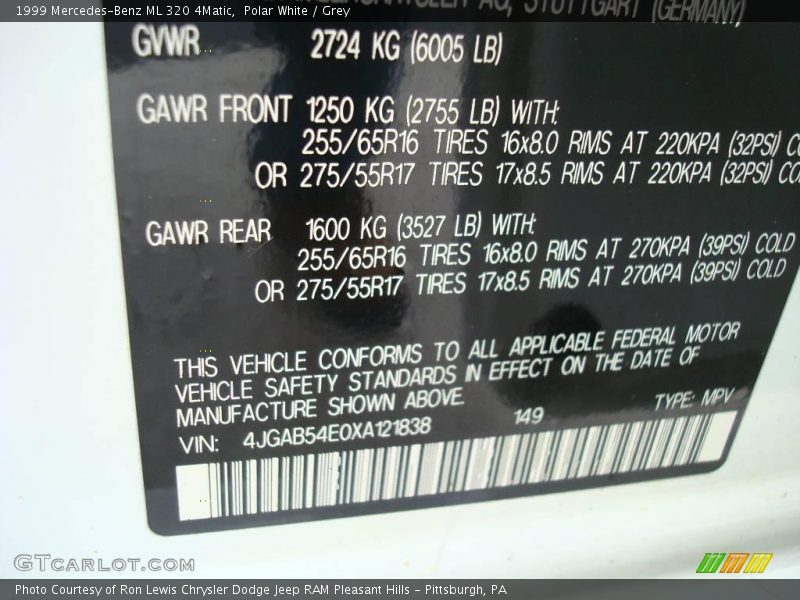 1999 Mercedes-Benz ML 320 4Matic,  Polar White / Grey
AG, STUTTGART (GERMANY)
GVWR 2724 KG (6005 LB)
GAWR FRONT 1250 KG (2755 LB) WITH:
255/65R16 TIRES 16x8.0 RIMS AT 220KPA (32PSI)
OR 275/55R17 TIRES 17x8.5 RIMS AT 220KPA (32PSI)
GAWR REAR 1600 KG (3527 LB) WITH:
255/65R16 TIRES 16x8.0 RIMS AT 270KPA (39PSI) COLD
OR 275/55R17 TIRES 17x8.5 RIMS AT 270KPA (39PSI) COLD
THIS VEHICLE CONFORMS TO ALL APPLICABLE FEDERAL MOTOR
VEHICLE SAFETY STANDARDS IN EFFECT ON THE DATE OF
MANUFACTURE SHOWN ABOVE.
VIN: 4JGAB54E0XA121838 149 TYPE: MPV
GTCARLOT.COM
Photo Courtesy of Ron Lewis Chrysler Dodge Jeep RAM Pleasant Hills - Pittsburgh, PA